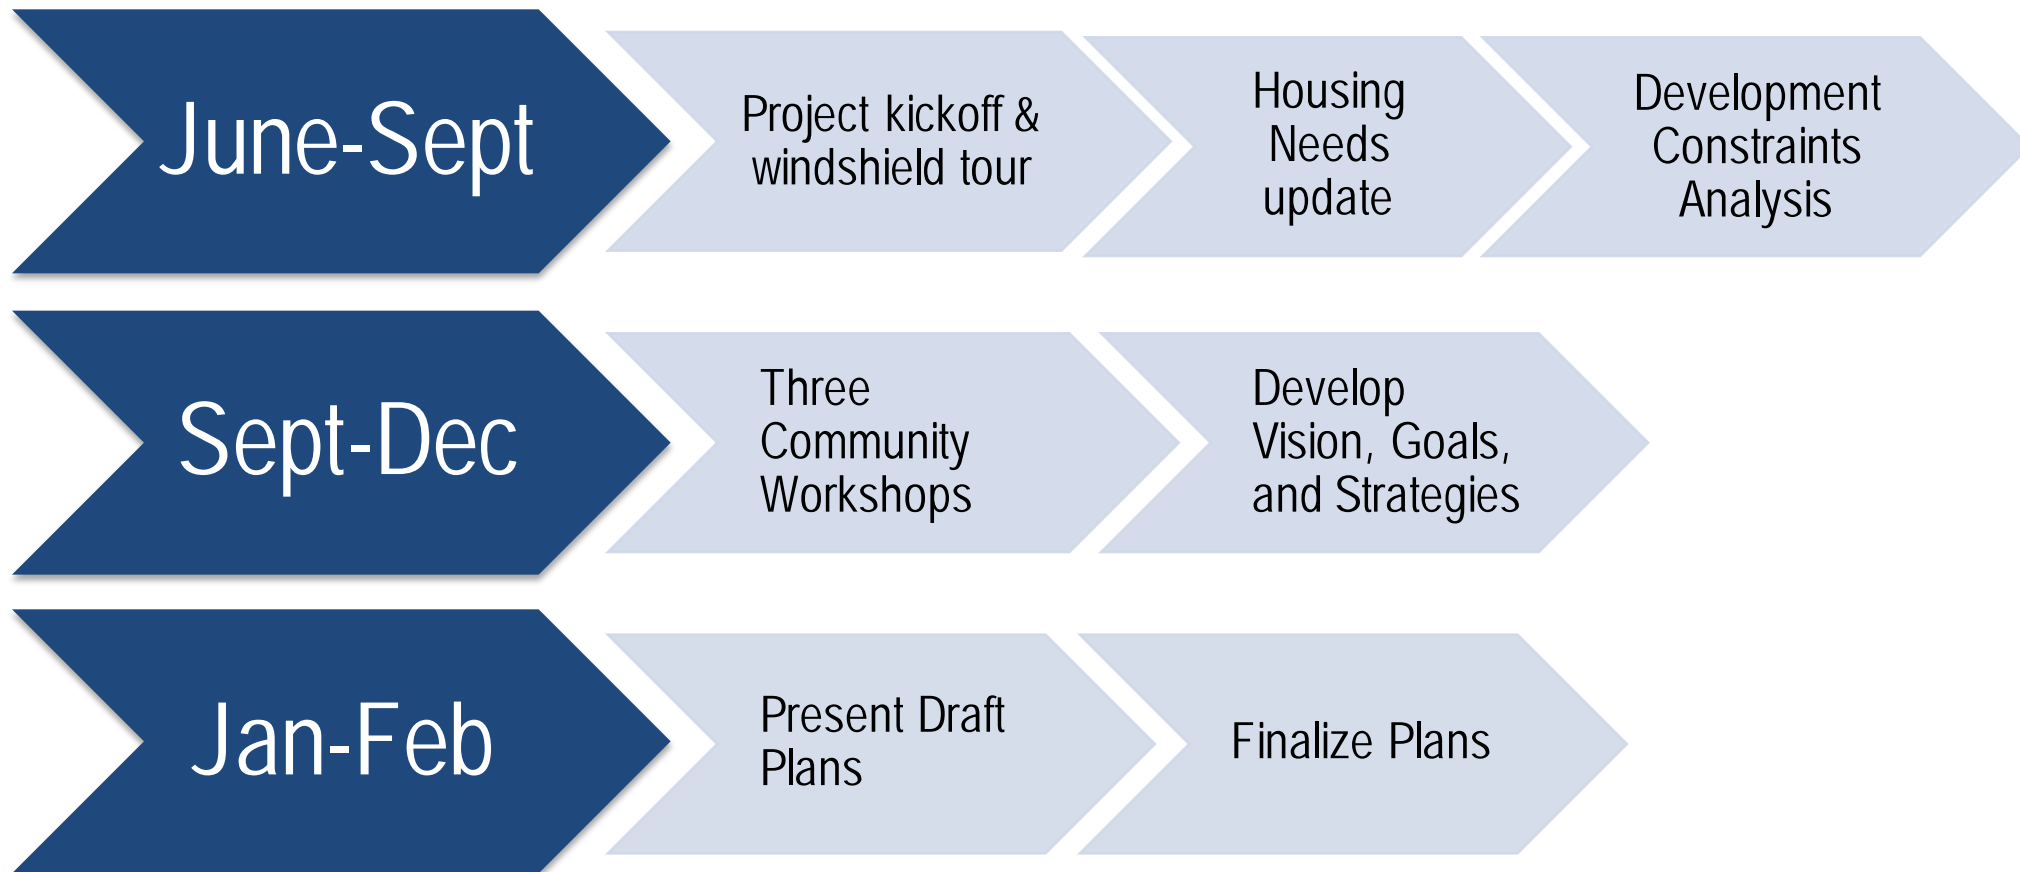 June-Sept
Project kickoff &
windshield tour
Housing
Needs
update
Development
Constraints
Analysis
Sept-Dec
Three
Community
Workshops
Develop
Vision, Goals,
and Strategies
Jan-Feb
Present Draft
Plans
Finalize Plans